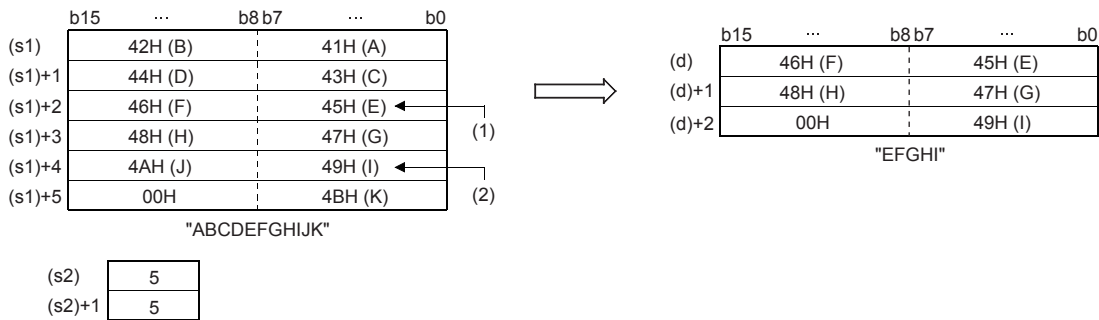 b15 ... b8 b7 ... b0
(s1) 42H (B) 41H (A)
(s1)+1 44H (D) 43H (C)
(s1)+2 46H (F) 45H (E)
(1)
(s1)+3 48H (H) 47H (G)
(s1)+4 4AH (J) 49H (I)
(2)
(s1)+5 00H 4BH (K)
"ABCDEFGHIJK"
(s2) 5
(s2)+1 5
b15 ... b8 b7 ... b0
(d) 46H (F) 45H (E)
(d)+1 48H (H) 47H (G)
(d)+2 00H 49H (I)
"EFGHI"